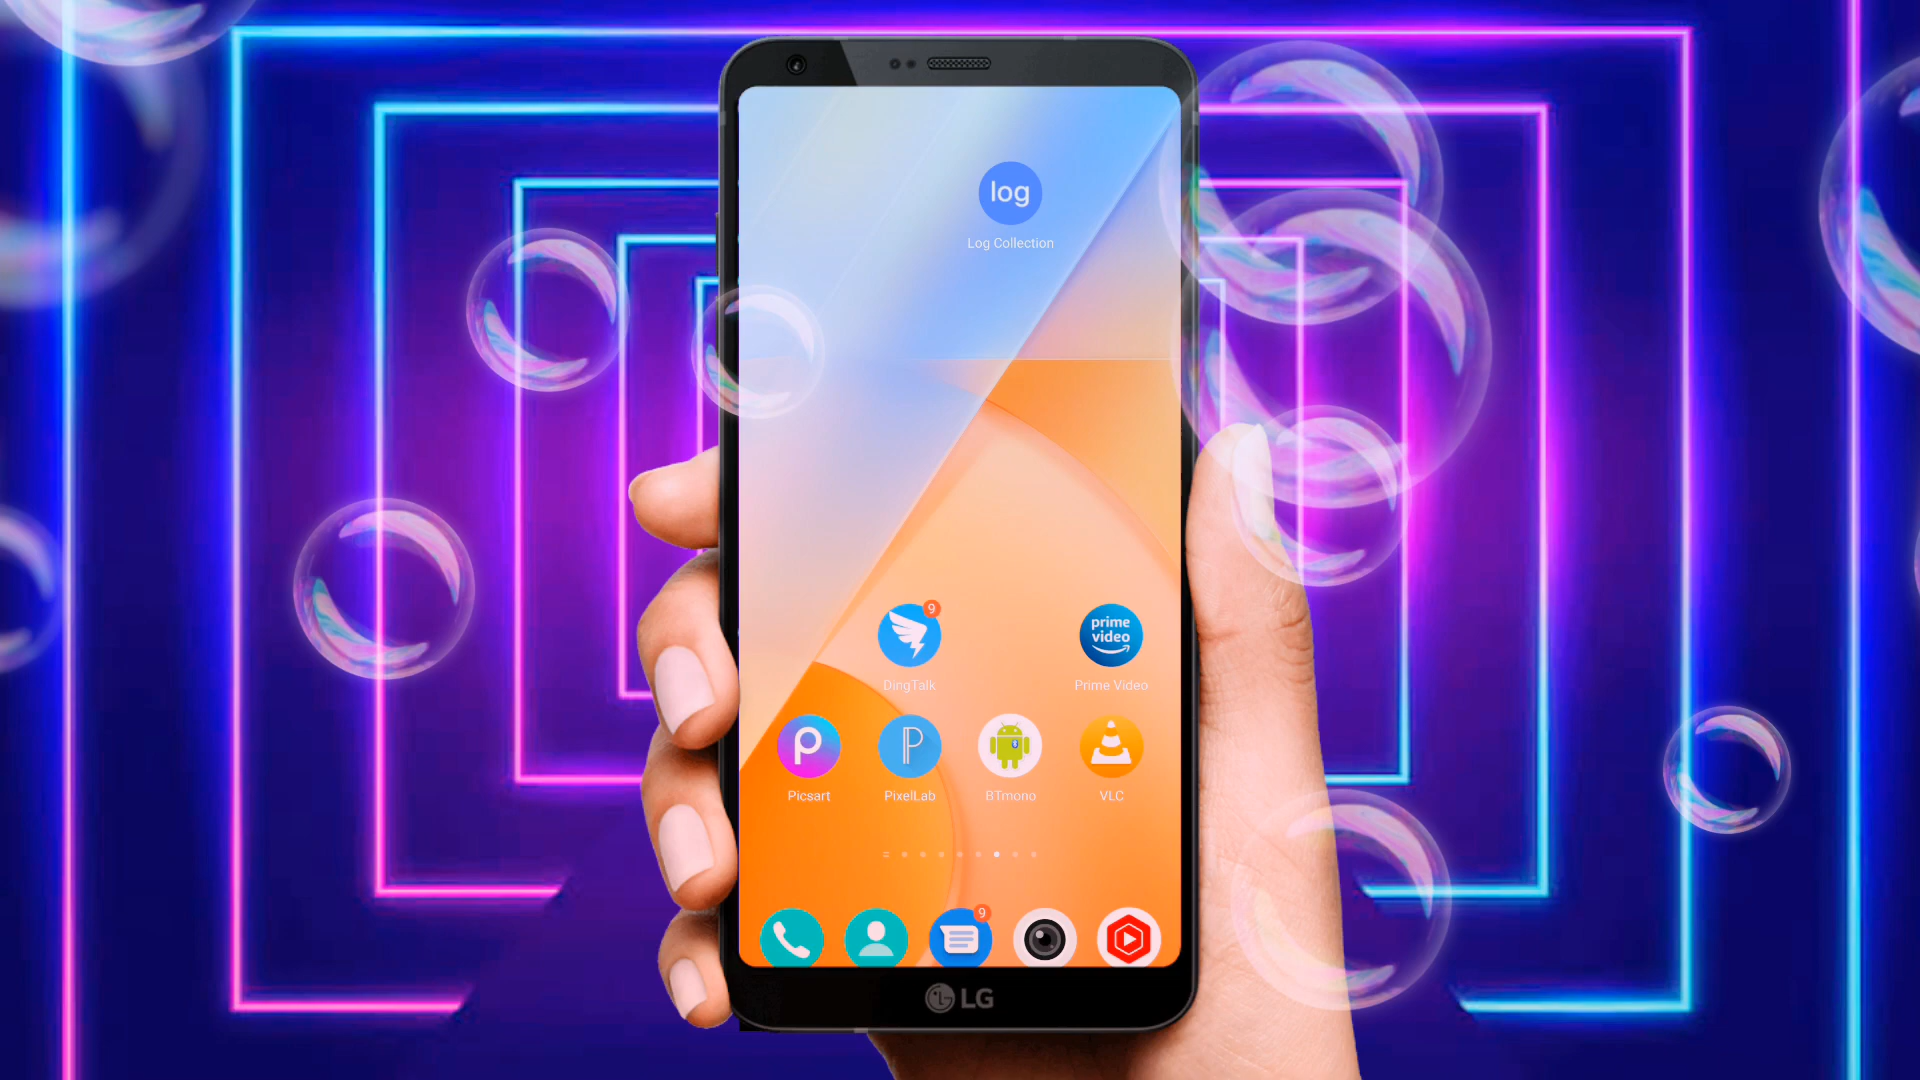 log
Log Collection
9
DingTalk
prime
video
Prime Video
Picsart
PixelLab
BTmono
VLC
9
LG